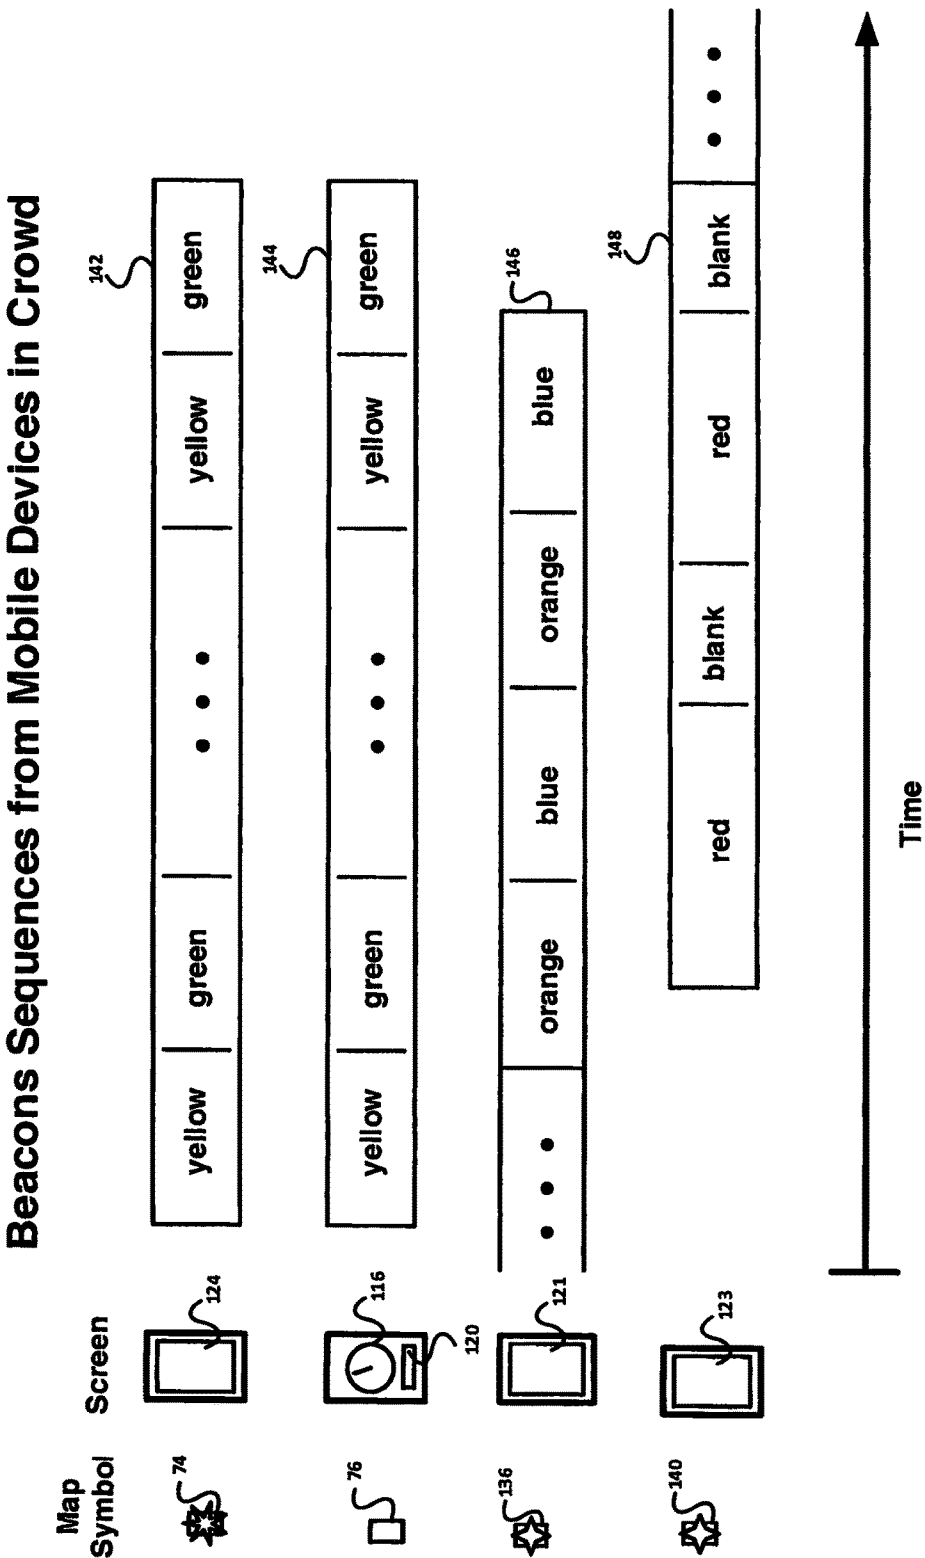 Beacons Sequences from Mobile Devices in Crowd
Map
Symbol
Screen
74
124
yellow
green
• • •
yellow
green
142
76
116
120
yellow
green
• • •
yellow
green
144
136
121
• • •
orange
blue
orange
blue
146
140
123
red
blank
red
blank
• • •
148
Time